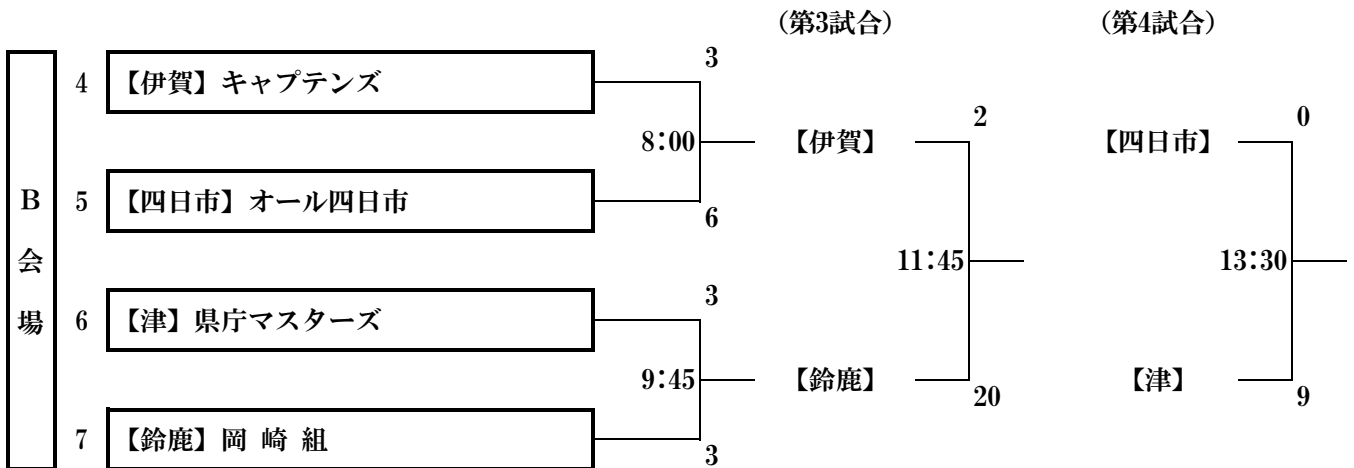 (第3試合)
(第4試合)
B会場
4 【伊賀】キャプテンズ
3
8:00
5 【四日市】オール四日市
6
6 【津】県庁マスターズ
3
9:45
7 【鈴鹿】岡 崎 組
3
【伊賀】
2
11:45
【鈴鹿】
20
【四日市】
0
13:30
【津】
9